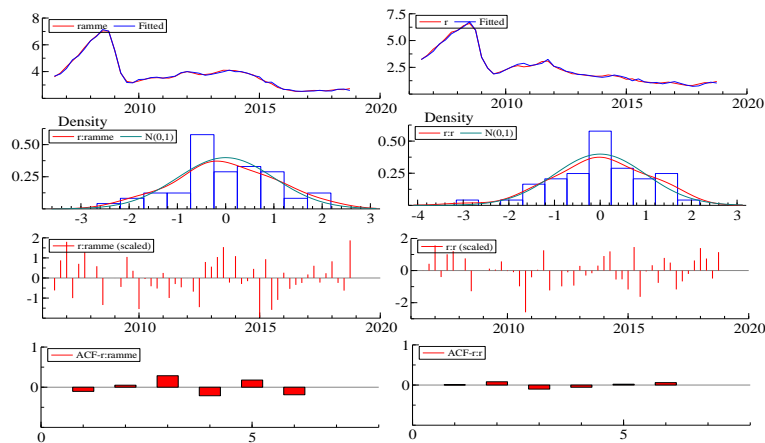 ramme Fitted
8
6
4
2010 2015 2020
r Fitted
7.5
5.0
2.5
2010 2015 2020
Density
r:ramme N(0,1)
0.50
0.25
-3 -2 -1 0 1 2 3
Density
r:r N(0,1)
0.50
0.25
-4 -3 -2 -1 0 1 2 3
2
r:ramme (scaled)
1
0
-1
2010 2015 2020
2
r:r (scaled)
0
-2
2010 2015 2020
1
ACF-r:ramme
0
0 5
1
ACF-r:r
0
0 5